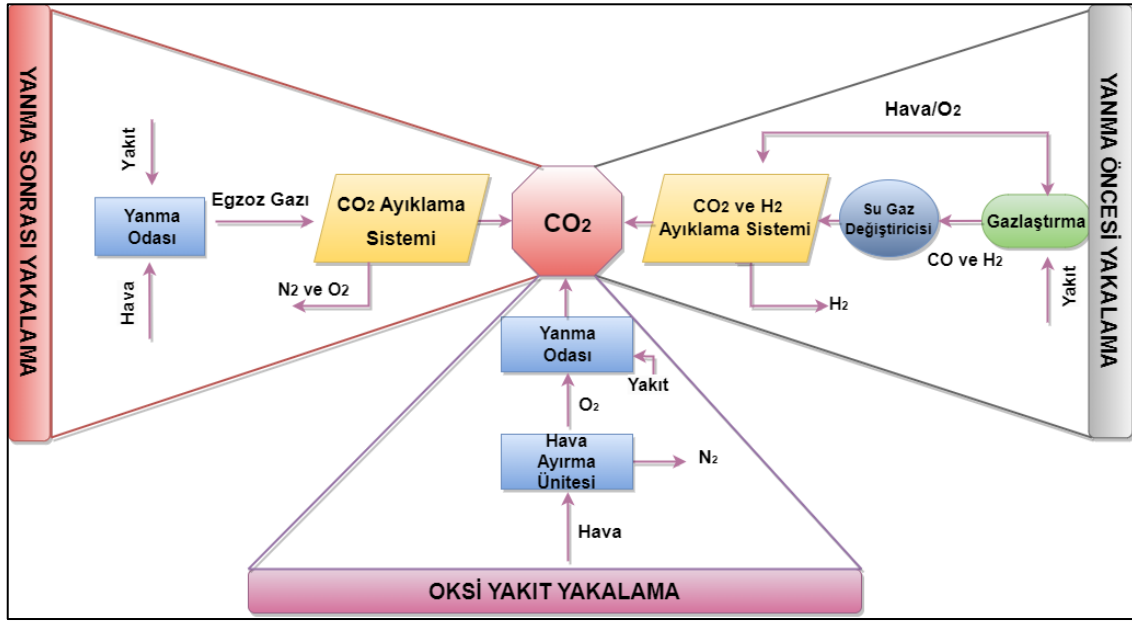 YANMA SONRASI YAKALAMA
Yakıt
Yanma
Odası
Hava
Egzoz Gazı
CO₂ Ayıklama
Sistemi
N₂ ve O₂
CO₂
Hava/O₂
CO₂ ve H₂
Ayıklama Sistemi
H₂
Su Gaz
Değiştiricisi
CO ve H₂
Gazlaştırma
Yakıt
YANMA ÖNCESİ YAKALAMA
Yanma
Odası
Yakıt
O₂
Hava
Ayırma
Ünitesi
N₂
Hava
OKSİ YAKIT YAKALAMA